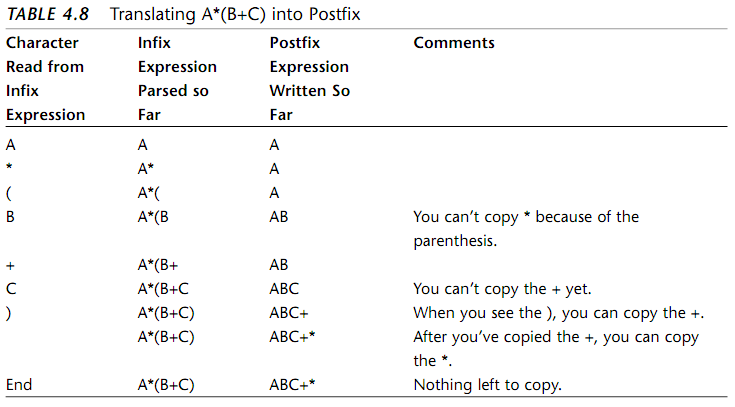 TABLE 4.8 Translating A*(B+C) into Postfix
Character Infix Postfix Comments
Read from Expression Expression
Infix Parsed so Written So
Expression Far Far
A A A
* A* A
( A*( A
B A*(B AB You can’t copy * because of the
parenthesis.
+ A*(B+ AB
C A*(B+C ABC You can’t copy the + yet.
) A*(B+C) ABC+ When you see the ), you can copy the +.
A*(B+C) ABC+* After you’ve copied the +, you can copy
the *.
End A*(B+C) ABC+* Nothing left to copy.